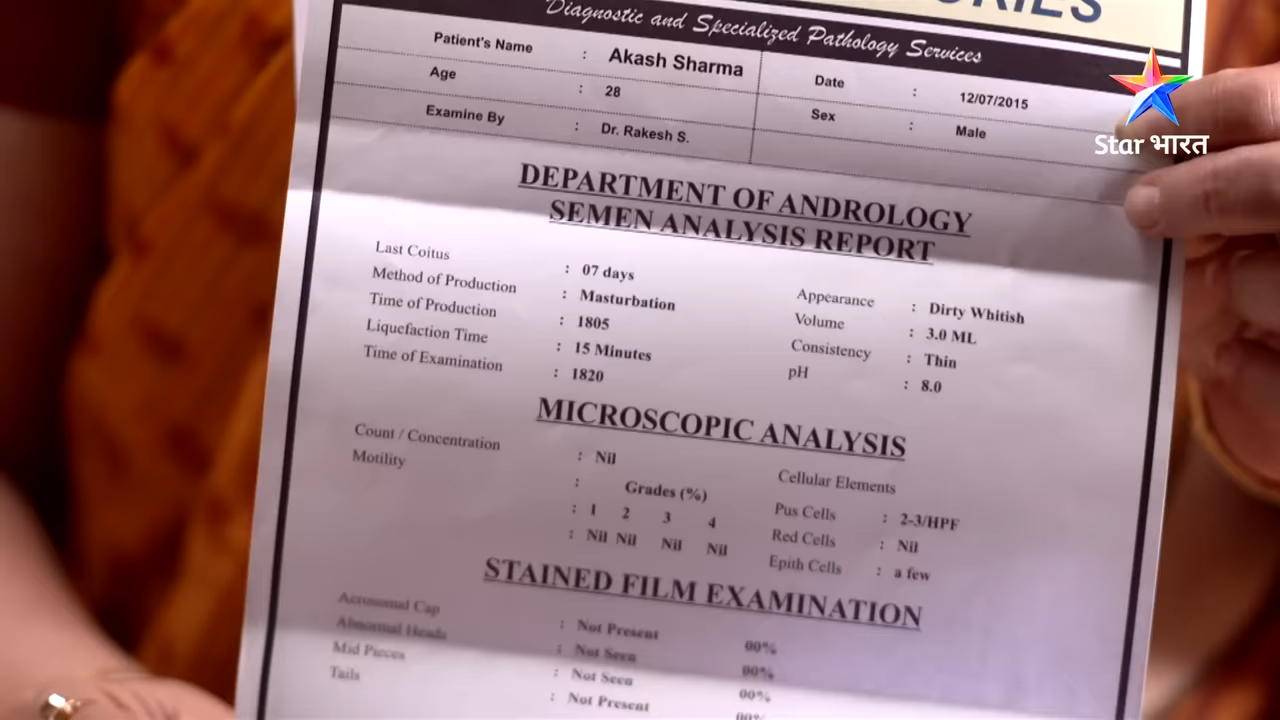 Diagnostic and Specialized Pathology Services
Patient's Name : Akash Sharma Date : 12/07/2015
Age : 28 Sex : Male
Examine By : Dr. Rakesh S.
Star भारत
DEPARTMENT OF ANDROLOGY
SEMEN ANALYSIS REPORT
Last Coitus : 07 days
Method of Production : Masturbation Appearance : Dirty Whitish
Time of Production : 1805 Volume : 3.0 ML
Liquefaction Time : 15 Minutes Consistency : Thin
Time of Examination : 1820 pH : 8.0
MICROSCOPIC ANALYSIS
Count / Concentration : Nil Cellular Elements
Motility : Grades (%)
: 1 2 3 4 Pus Cells : 2-3/HPF
: Nil Nil Nil Nil Red Cells : Nil
Epith Cells : a few
STAINED FILM EXAMINATION
Acrosomal Cap : Not Present 00%
Abnormal Heads : Not Seen 00%
Mid Pieces : Not Seen 00%
Tails : Not Present 00%